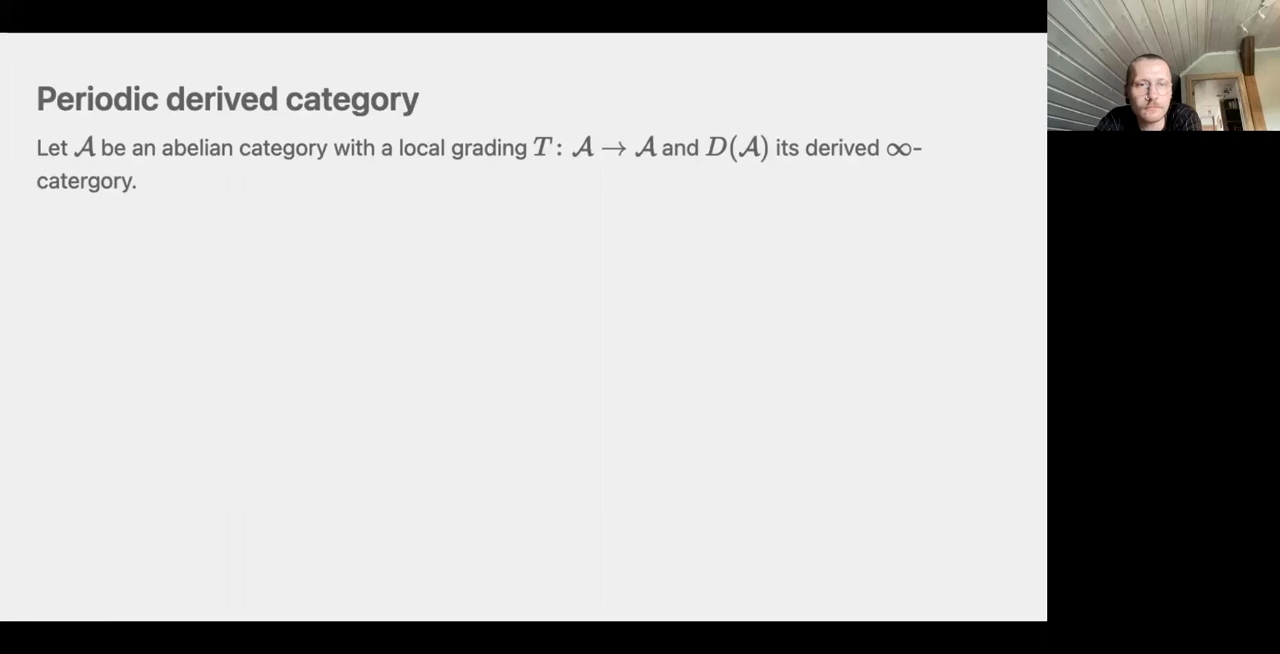 Periodic derived category
Let 𝒜 be an abelian category with a local grading T : 𝒜 → 𝒜 and D(𝒜) its derived ∞-
catergory.